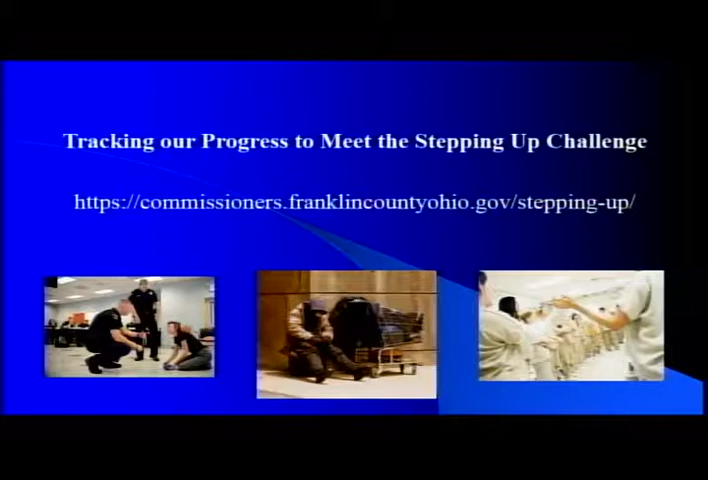 Tracking our Progress to Meet the Stepping Up Challenge
https://commissioners.franklincountyohio.gov/stepping-up/